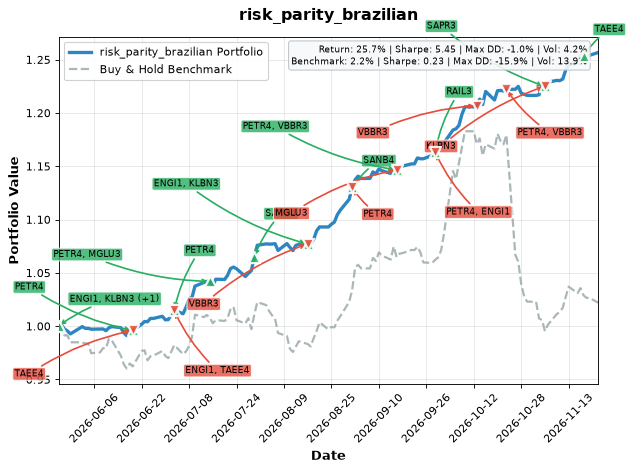 risk_parity_brazilian
SAPR3
TAEE4
risk_parity_brazilian Portfolio
Buy & Hold Benchmark
Return: 25.7% | Sharpe: 5.45 | Max DD: -1.0% | Vol: 4.2%
Benchmark: 2.2% | Sharpe: 0.23 | Max DD: -15.9% | Vol: 13.9%
RAIL3
PETR4, VBBR3
VBBR3
PETR4, VBBR3
KLBN3
SANB4
ENGI1, KLBN3
MGLU3
PETR4
PETR4, ENGI1
PETR4, MGLU3
PETR4
PETR4
ENGI1, KLBN3 (+1)
VBBR3
TAEE4
ENGI1, TAEE4
1.25
1.20
1.15
1.10
1.05
1.00
0.95
Portfolio Value
2026-06-06
2026-06-22
2026-07-08
2026-07-24
2026-08-09
2026-08-25
2026-09-10
2026-09-26
2026-10-12
2026-10-28
2026-11-13
Date